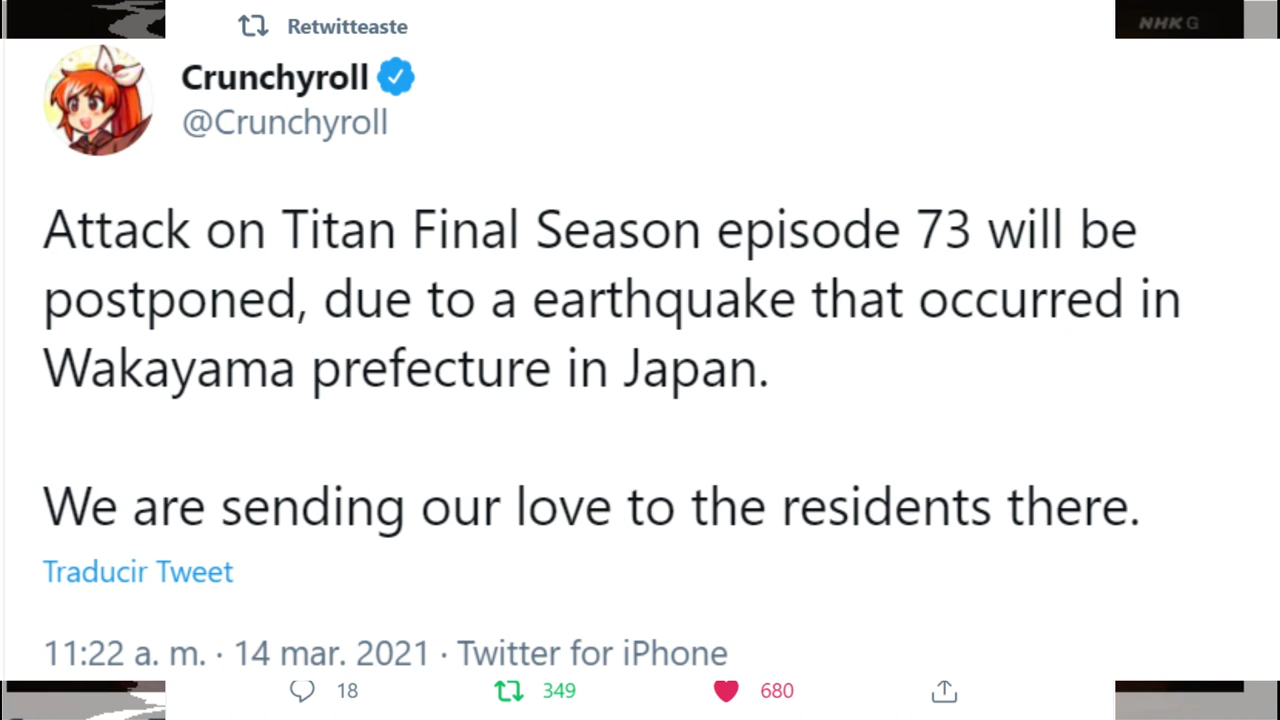 Retwitteaste
NHK G
Crunchyroll
@Crunchyroll
Attack on Titan Final Season episode 73 will be
postponed, due to a earthquake that occurred in
Wakayama prefecture in Japan.
We are sending our love to the residents there.
Traducir Tweet
11:22 a. m. · 14 mar. 2021 · Twitter for iPhone
18 349 680